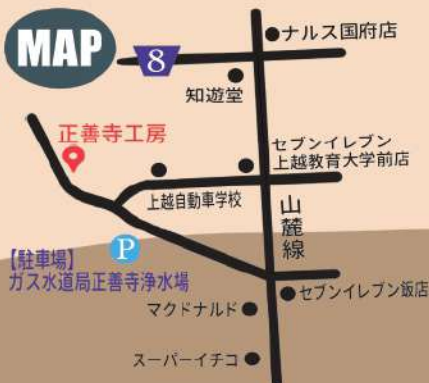 MAP
8
ナルス国府店
知遊堂
正善寺工房
セブンイレブン
上越教育大学前店
上越自動車学校
山麓線
P
【駐車場】
ガス水道局正善寺浄水場
セブンイレブン飯店
マクドナルド
スーパーイチコ